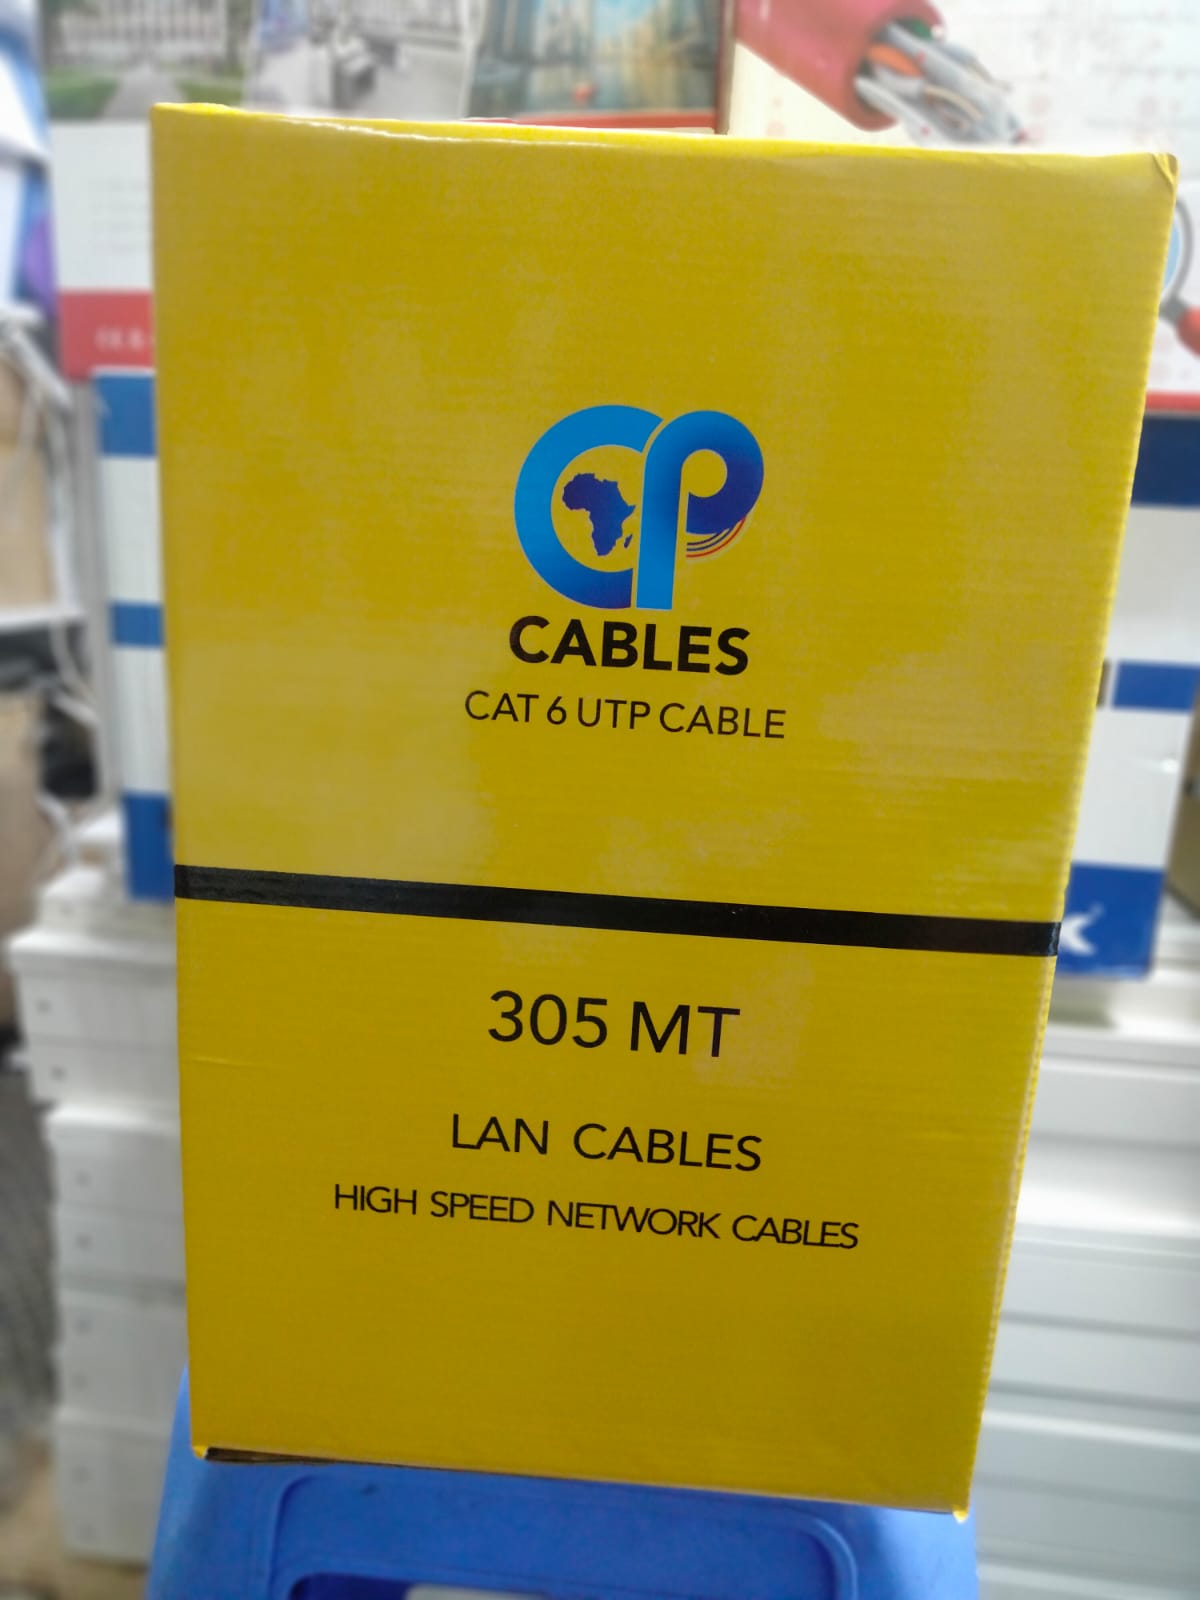 CP
CABLES
CAT 6 UTP CABLE
305 MT
LAN CABLES
HIGH SPEED NETWORK CABLES